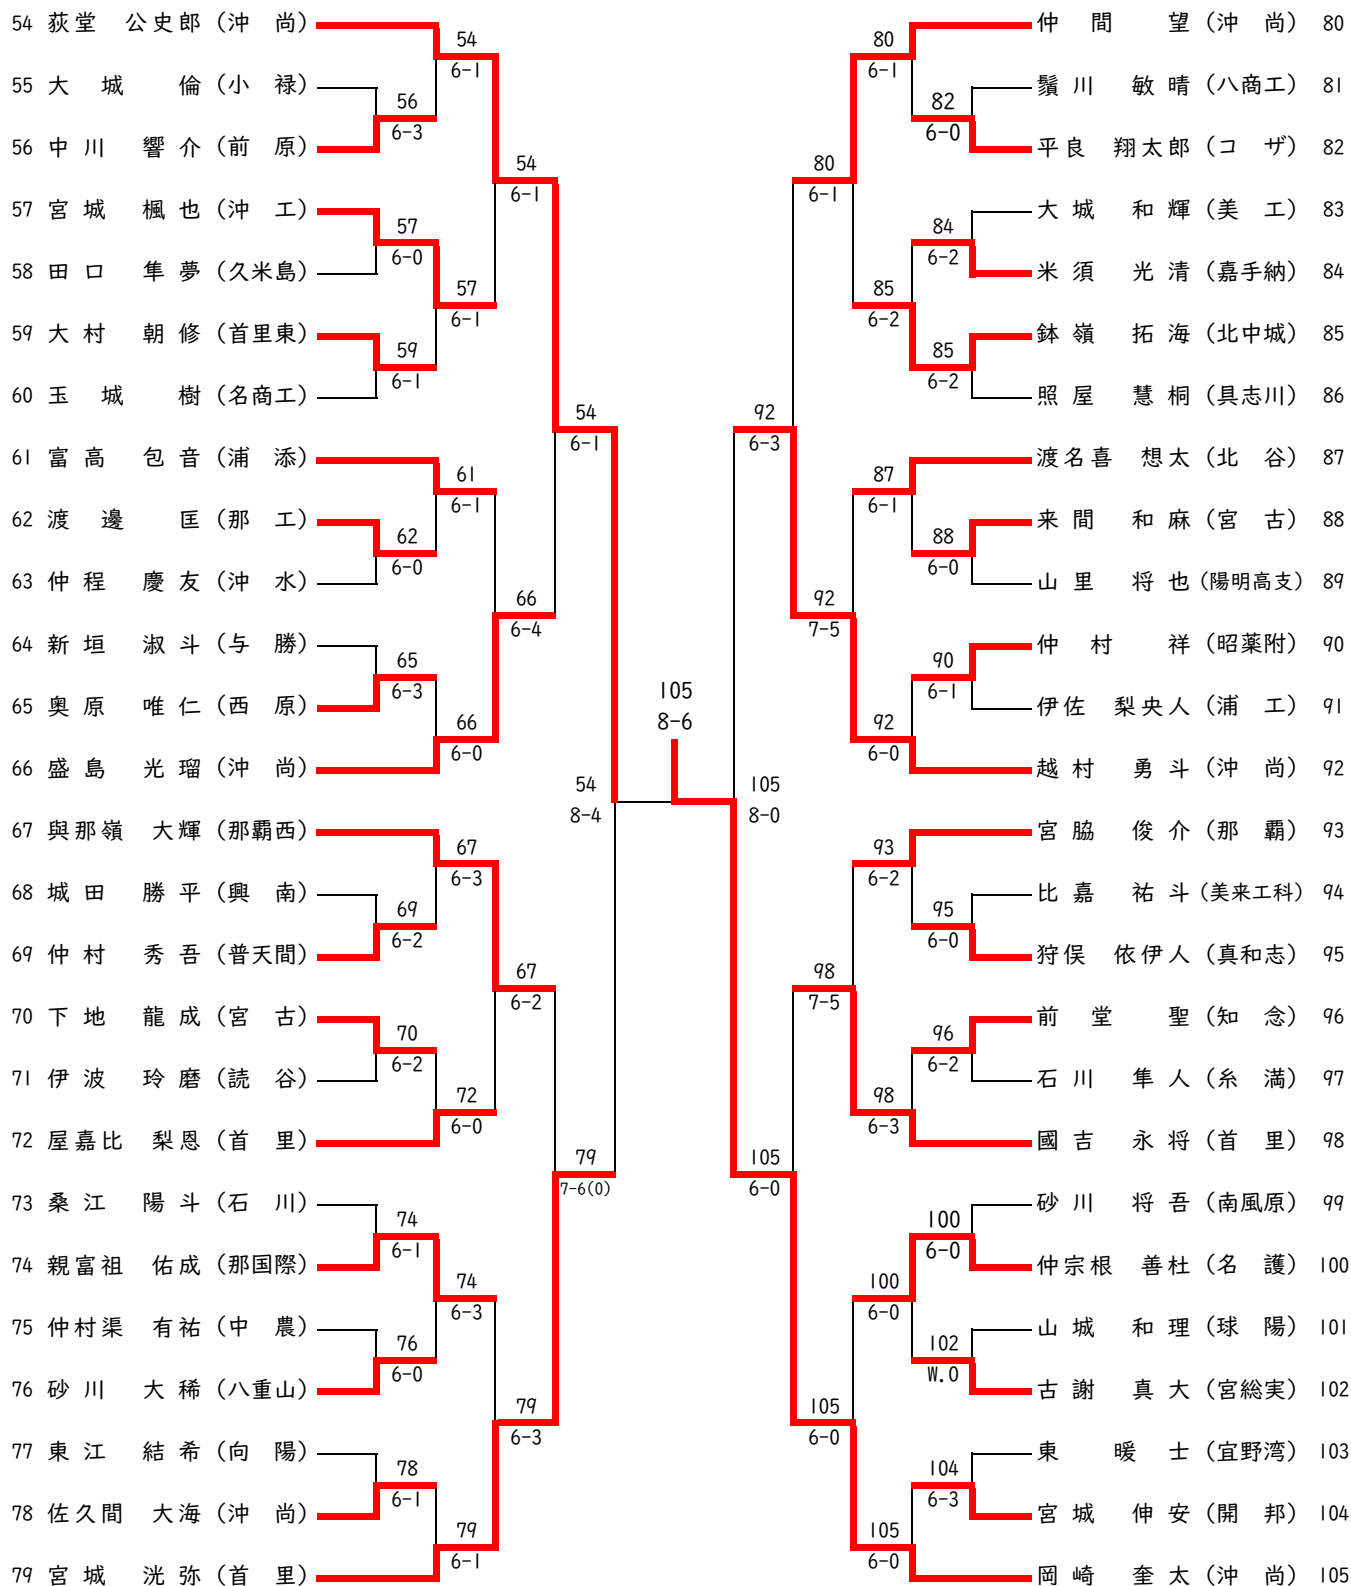 54 荻堂 公史郎 (沖 尚)
54
6-1
55 大城 倫 (小 禄)
56
6-3
56 中川 響介 (前 原)
54
6-1
57 宮城 楓也 (沖 工)
57
6-0
58 田口 隼夢 (久米島)
57
6-1
59 大村 朝修 (首里東)
59
6-1
60 玉城 樹 (名商工)
54
6-1
61 富高 包音 (浦 添)
61
6-1
62 渡邊 匡 (那 工)
62
6-0
63 仲程 慶友 (沖 水)
66
6-4
64 新垣 淑斗 (与 勝)
65
6-3
65 奥原 唯仁 (西 原)
66
6-0
66 盛島 光瑠 (沖 尚)
54
8-4
67 與那嶺 大輝 (那覇西)
67
6-3
68 城田 勝平 (興 南)
69
6-2
69 仲村 秀吾 (普天間)
67
6-2
70 下地 龍成 (宮 古)
70
6-2
71 伊波 玲磨 (読 谷)
72
6-0
72 屋嘉比 梨恩 (首 里)
79
7-6(0)
73 桑江 陽斗 (石 川)
74
6-1
74 親富祖 佑成 (那国際)
74
6-3
75 仲村渠 有祐 (中 農)
76
6-0
76 砂川 大稀 (八重山)
79
6-3
77 東江 結希 (向 陽)
78
6-1
78 佐久間 大海 (沖 尚)
79
6-1
79 宮城 洸弥 (首 里)
105
8-6
仲間 望 (沖 尚) 80
80
6-1
鬚川 敏晴 (八商工) 81
82
6-0
平良 翔太郎 (コ ザ) 82
80
6-1
大城 和輝 (美 工) 83
84
6-2
米須 光清 (嘉手納) 84
85
6-2
鉢嶺 拓海 (北中城) 85
85
6-2
照屋 慧桐 (具志川) 86
92
6-3
渡名喜 想太 (北 谷) 87
87
6-1
来間 和麻 (宮 古) 88
88
6-0
山里 将也 (陽明高支) 89
92
7-5
仲村 祥 (昭薬附) 90
90
6-1
伊佐 梨央人 (浦 工) 91
92
6-0
越村 勇斗 (沖 尚) 92
105
8-0
宮脇 俊介 (那 覇) 93
93
6-2
比嘉 祐斗 (美来工科) 94
95
6-0
狩俣 依伊人 (真和志) 95
98
7-5
前堂 聖 (知 念) 96
96
6-2
石川 隼人 (糸 満) 97
98
6-3
國吉 永将 (首 里) 98
105
6-0
砂川 将吾 (南風原) 99
100
6-0
仲宗根 善杜 (名 護) 100
100
6-0
山城 和理 (球 陽) 101
102
W.0
古謝 真大 (宮総実) 102
105
6-0
東 暖士 (宜野湾) 103
104
6-3
宮城 伸安 (開 邦) 104
105
6-0
岡崎 奎太 (沖 尚) 105